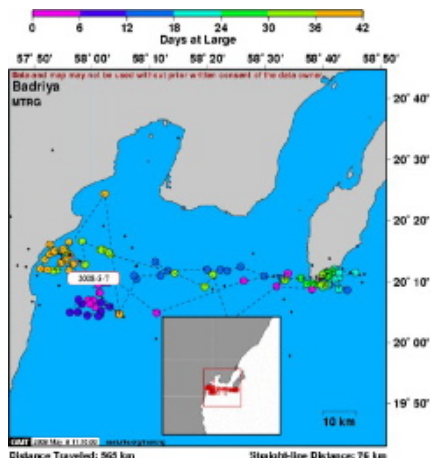 0 6 12 18 24 30 36 42
Days at Large
57°50' 58°00' 58°10' 58°20' 58°30' 58°40' 58°50'
Data and map may not be used without prior written consent of the data owner.
Badriya
MTRG
20°40'
20°30'
20°20'
20°10'
20°00'
19°50'
2008-5-7
10 km
Distance Traveled: 565 km Straight-line Distance: 76 km